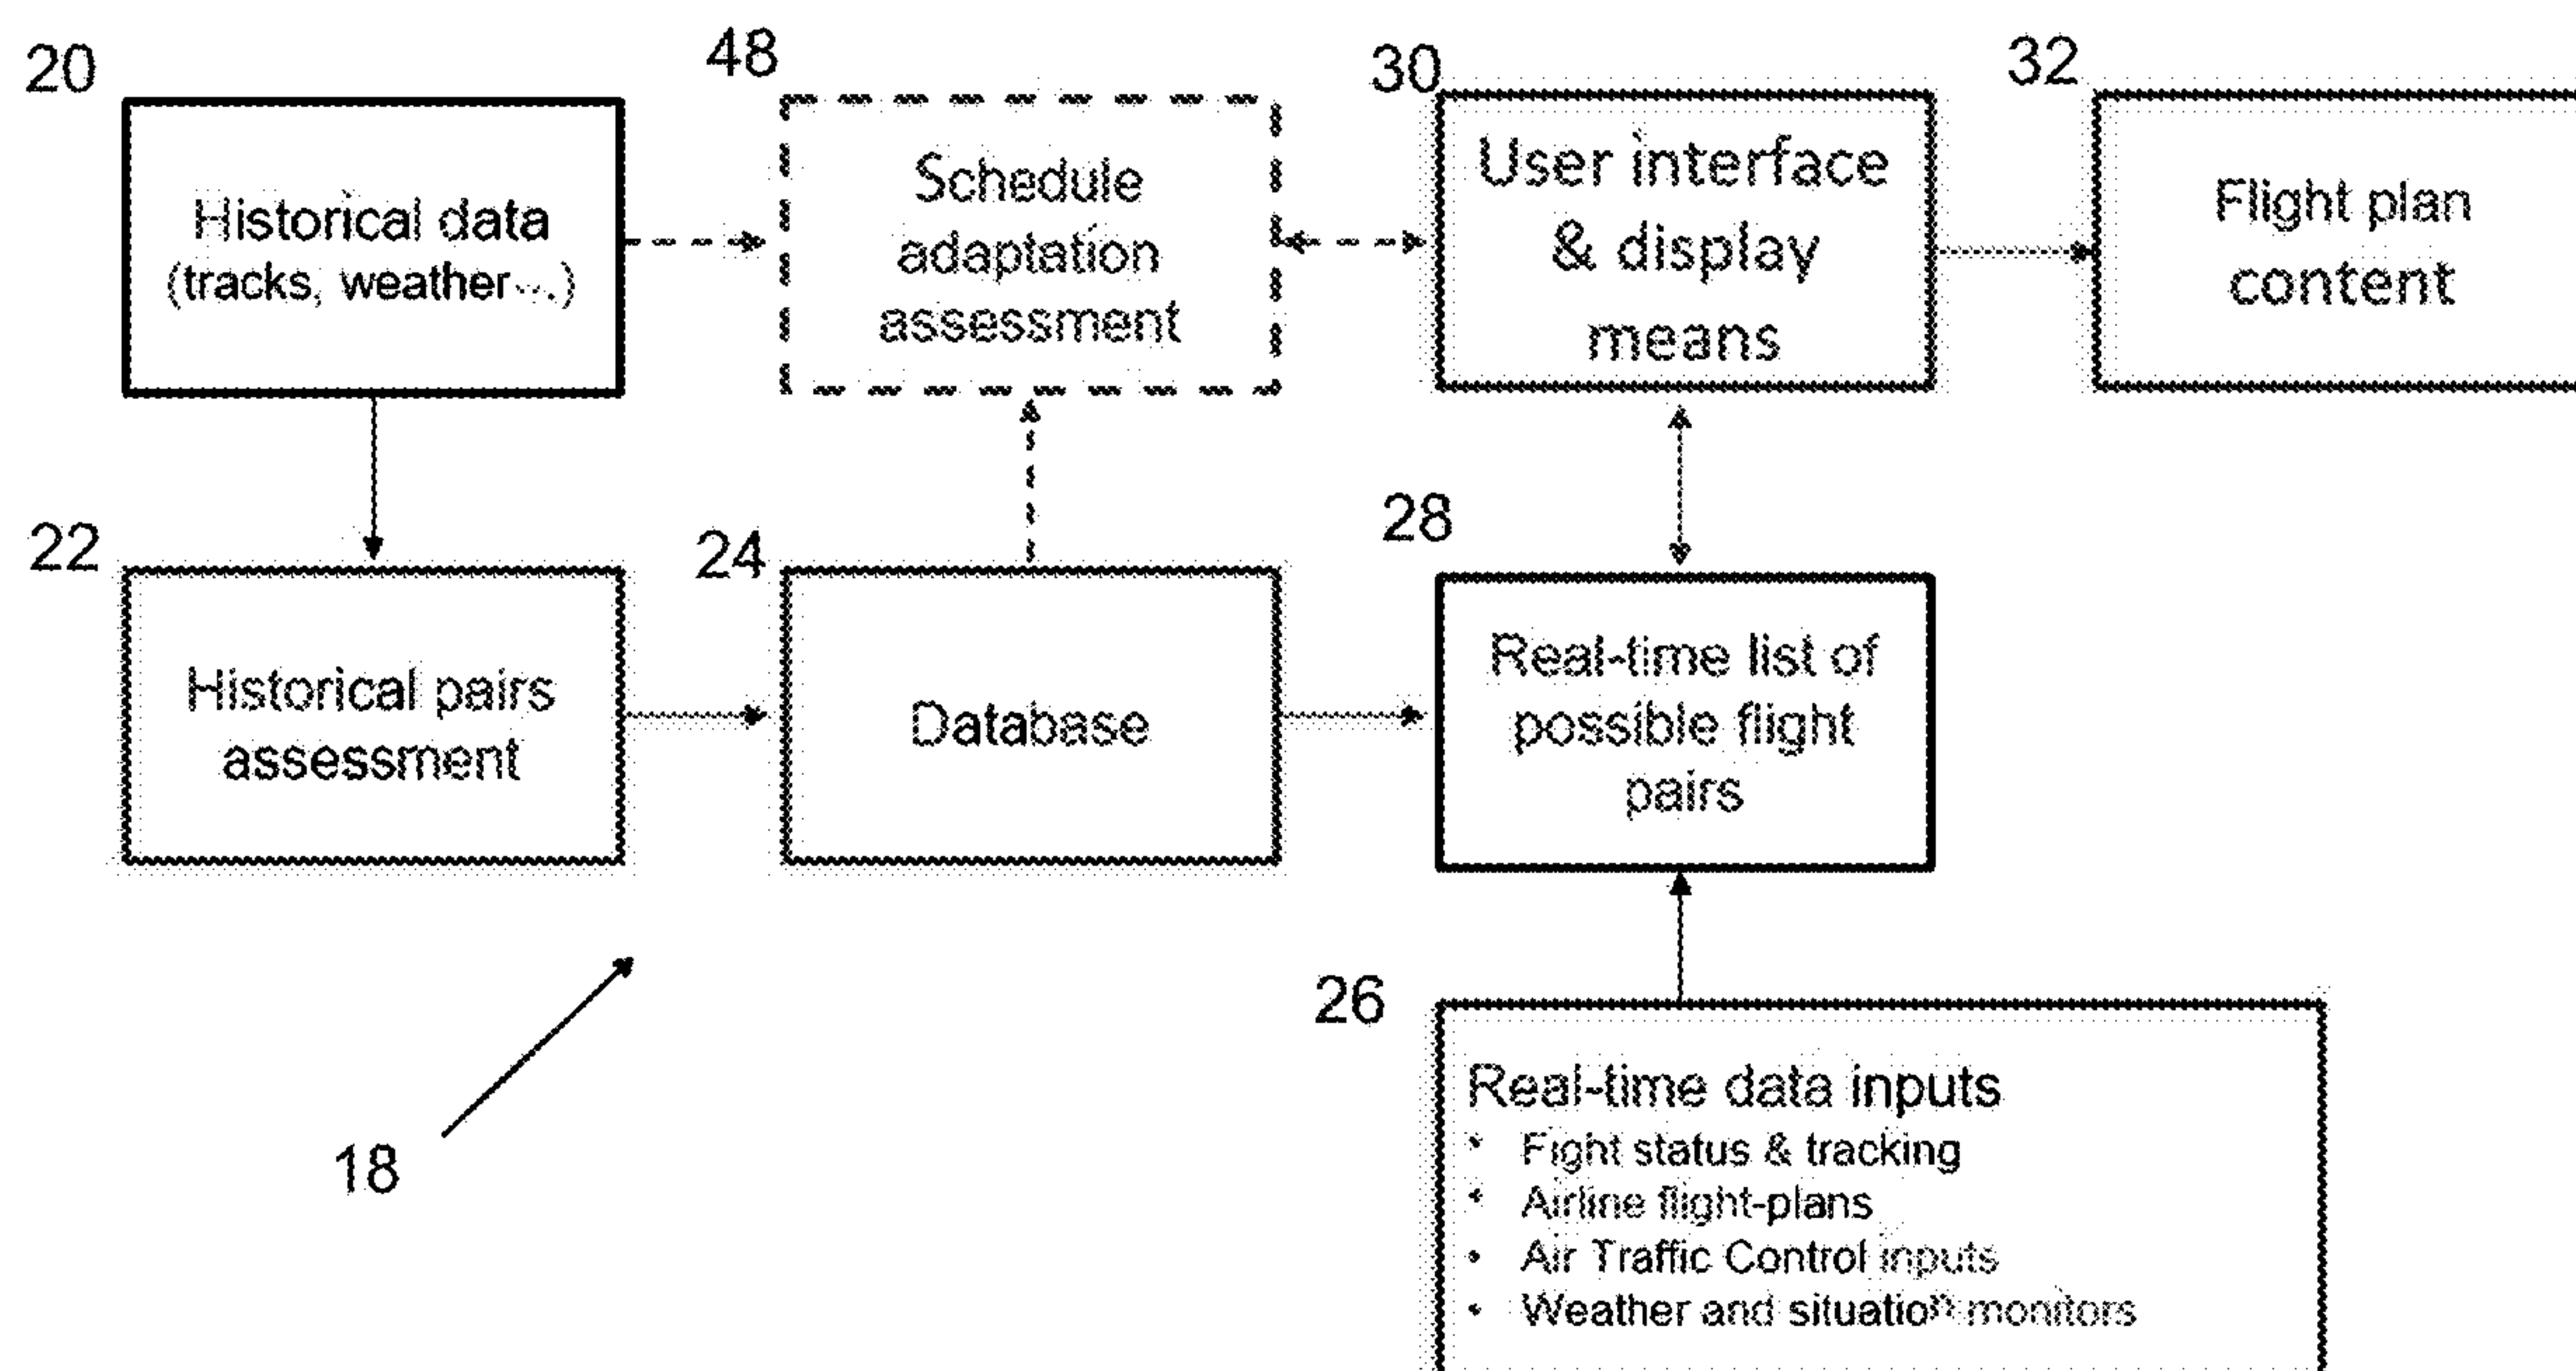 20
Historical data
(tracks, weather...)
48
Schedule
adaptation
assessment
30
User interface
& display
means
32
Flight plan
content
22
Historical pairs
assessment
24
Database
28
Real-time list of
possible flight
pairs
18
26
Real-time data inputs
• Fight status & tracking
• Airline flight-plans
• Air Traffic Control inputs
• Weather and situation monitors